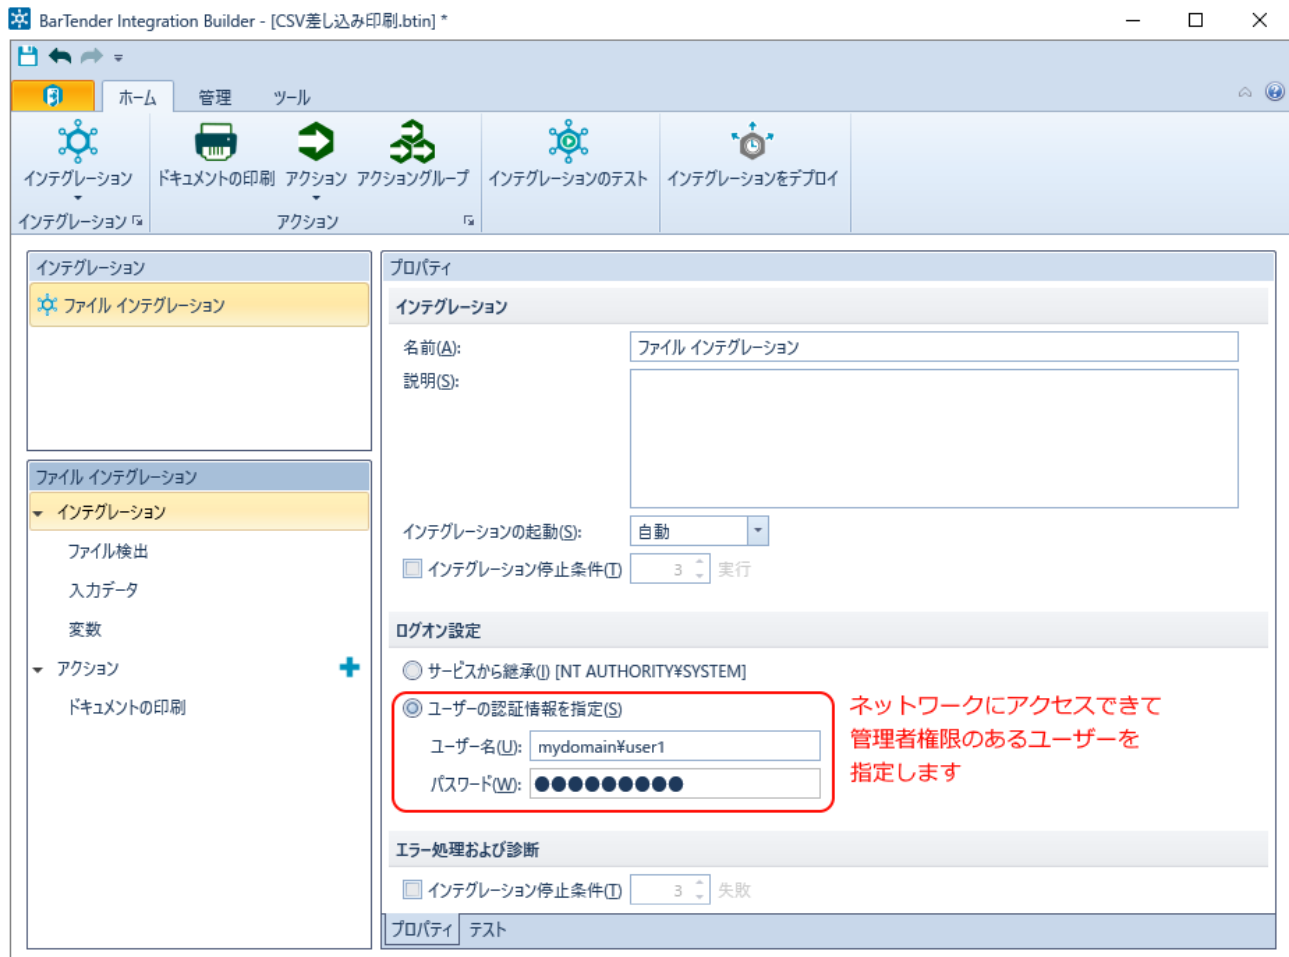 BarTender Integration Builder - [CSV差し込み印刷.btin] *
ホーム 管理 ツール
インテグレーション ドキュメントの印刷 アクション アクショングループ インテグレーションのテスト インテグレーションをデプロイ
インテグレーション アクション
インテグレーション
ファイル インテグレーション
ファイル インテグレーション
インテグレーション
ファイル検出
入力データ
変数
アクション
ドキュメントの印刷
プロパティ
インテグレーション
名前(A): ファイル インテグレーション
説明(S):
インテグレーションの起動(S): 自動
インテグレーション停止条件(T) 3 実行
ログオン設定
サービスから継承(I) [NT AUTHORITY¥SYSTEM]
ユーザーの認証情報を指定(S)
ユーザー名(U): mydomain¥user1
パスワード(W): ●●●●●●●●●
ネットワークにアクセスできて
管理者権限のあるユーザーを
指定します
エラー処理および診断
インテグレーション停止条件(T) 3 失敗
プロパティ テスト